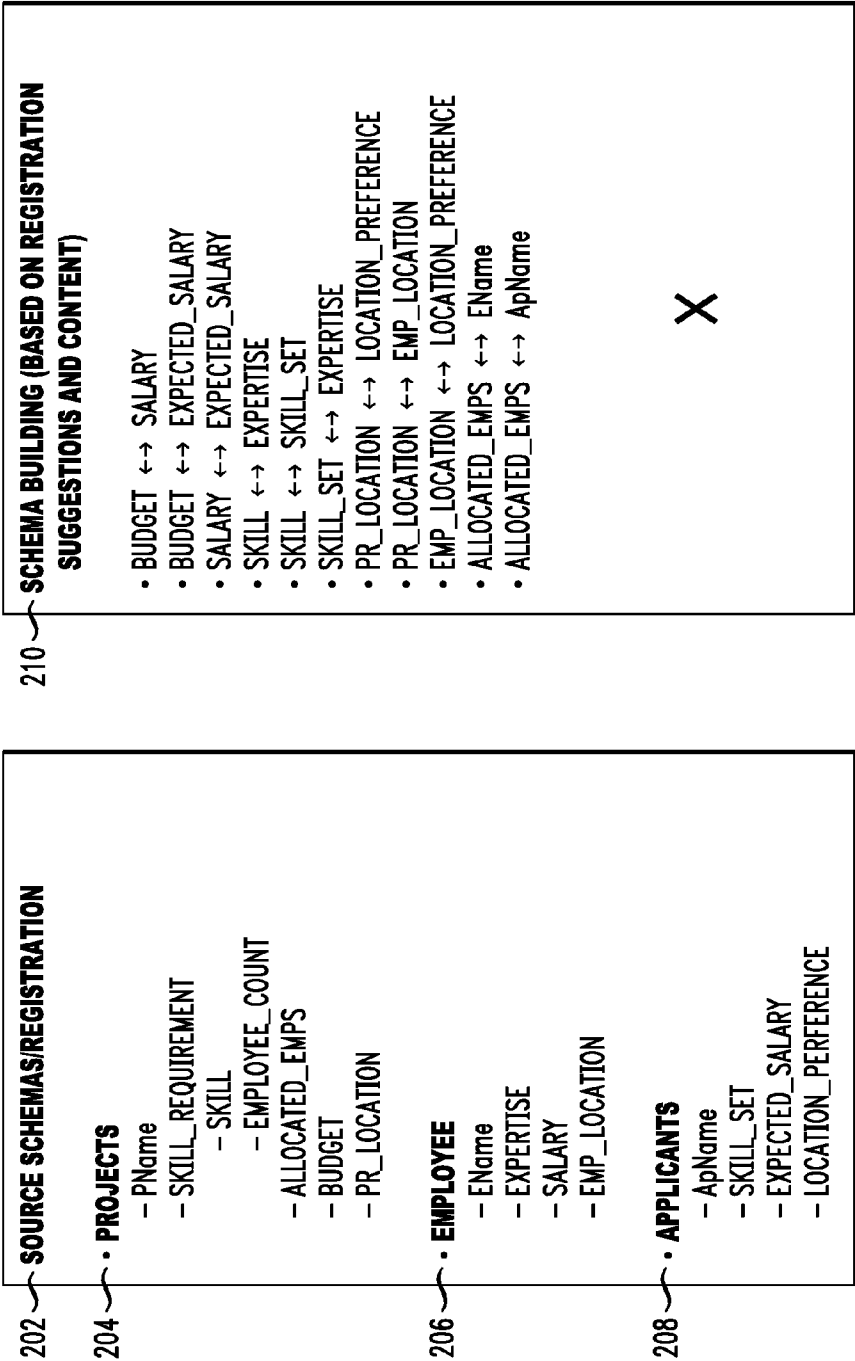 202
SOURCE SCHEMAS/REGISTRATION
204
• PROJECTS
– PName
– SKILL_REQUIREMENT
– SKILL
– EMPLOYEE_COUNT
– ALLOCATED_EMPS
– BUDGET
– PR_LOCATION
206
• EMPLOYEE
– EName
– EXPERTISE
– SALARY
– EMP_LOCATION
208
• APPLICANTS
– ApName
– SKILL_SET
– EXPECTED_SALARY
– LOCATION_PERFERENCE
210
SCHEMA BUILDING (BASED ON REGISTRATION
SUGGESTIONS AND CONTENT)
• BUDGET ↔ SALARY
• BUDGET ↔ EXPECTED_SALARY
• SALARY ↔ EXPECTED_SALARY
• SKILL ↔ EXPERTISE
• SKILL ↔ SKILL_SET
• SKILL_SET ↔ EXPERTISE
• PR_LOCATION ↔ LOCATION_PREFERENCE
• PR_LOCATION ↔ EMP_LOCATION
• EMP_LOCATION ↔ LOCATION_PREFERENCE
• ALLOCATED_EMPS ↔ EName
• ALLOCATED_EMPS ↔ ApName
X